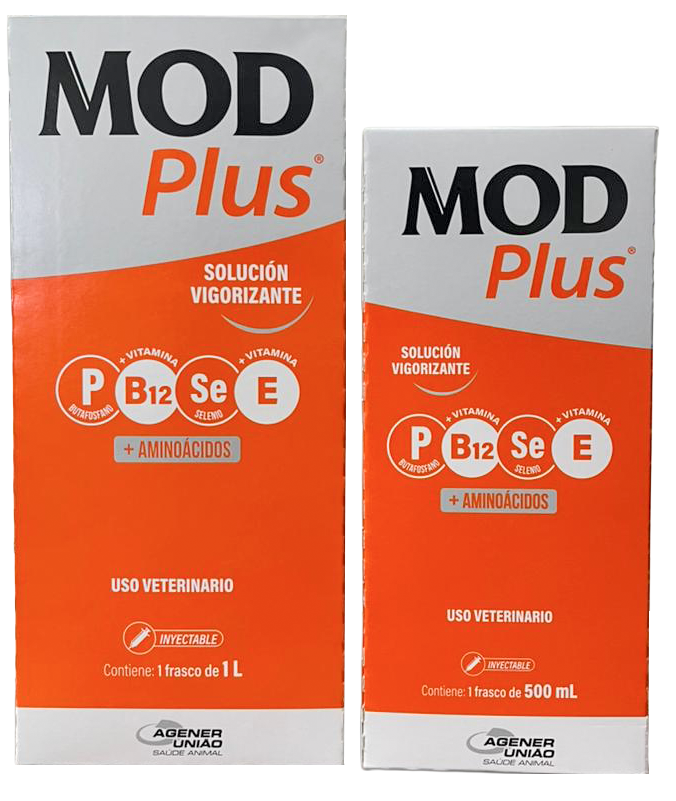 MOD
Plus®
SOLUCIÓN
VIGORIZANTE
+ VITAMINA + VITAMINA
P B12 Se E
BUTAFOSFANO SELENIO
+ AMINOÁCIDOS
USO VETERINARIO
INYECTABLE
Contiene: 1 frasco de 1 L
AGENER
UNIÃO
SAÚDE ANIMAL
MOD
Plus®
SOLUCIÓN
VIGORIZANTE
+ VITAMINA + VITAMINA
P B12 Se E
BUTAFOSFANO SELENIO
+ AMINOÁCIDOS
USO VETERINARIO
INYECTABLE
Contiene: 1 frasco de 500 mL
AGENER
UNIÃO
SAÚDE ANIMAL